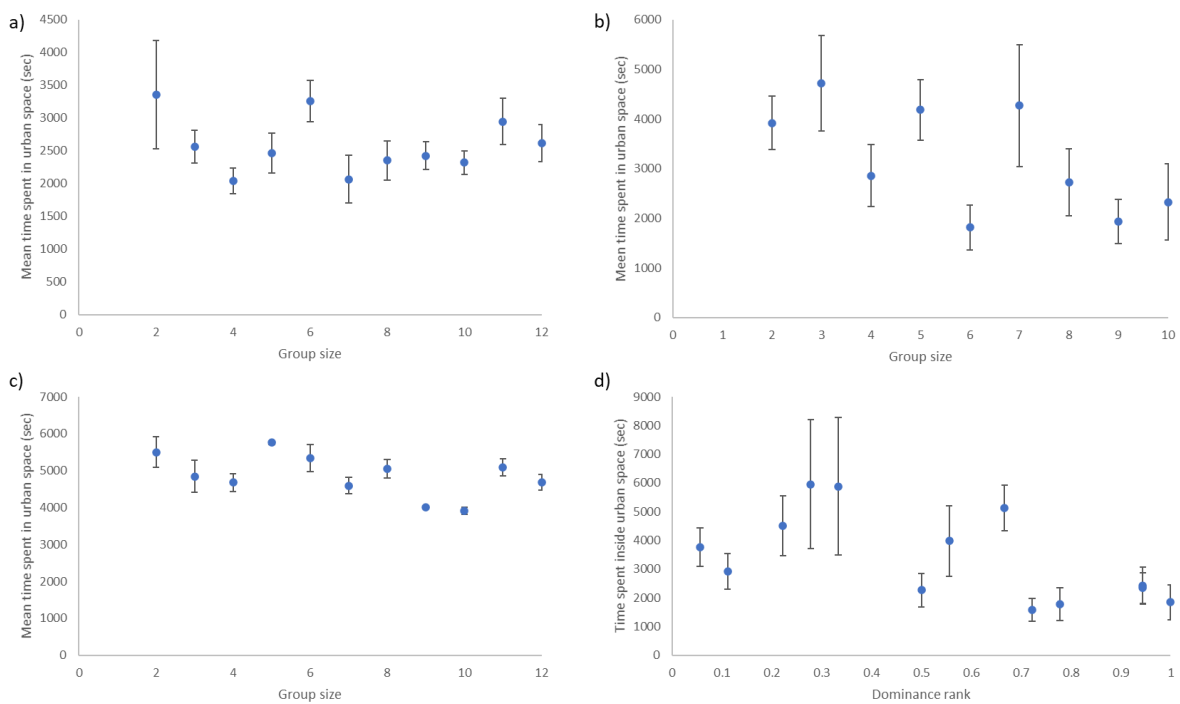 a)
Mean time spent in urban space (sec)
4500
4000
3500
3000
2500
2000
1500
1000
500
0
0 2 4 6 8 10 12
Group size
b)
Meen time spent in urban space (sec)
6000
5000
4000
3000
2000
1000
0
0 1 2 3 4 5 6 7 8 9 10
Group size
c)
Mean time spent in urban space (sec)
7000
6000
5000
4000
3000
2000
1000
0
0 2 4 6 8 10 12
Group size
d)
Time spent inside urban space (sec)
9000
8000
7000
6000
5000
4000
3000
2000
1000
0
0 0.1 0.2 0.3 0.4 0.5 0.6 0.7 0.8 0.9 1
Dominance rank